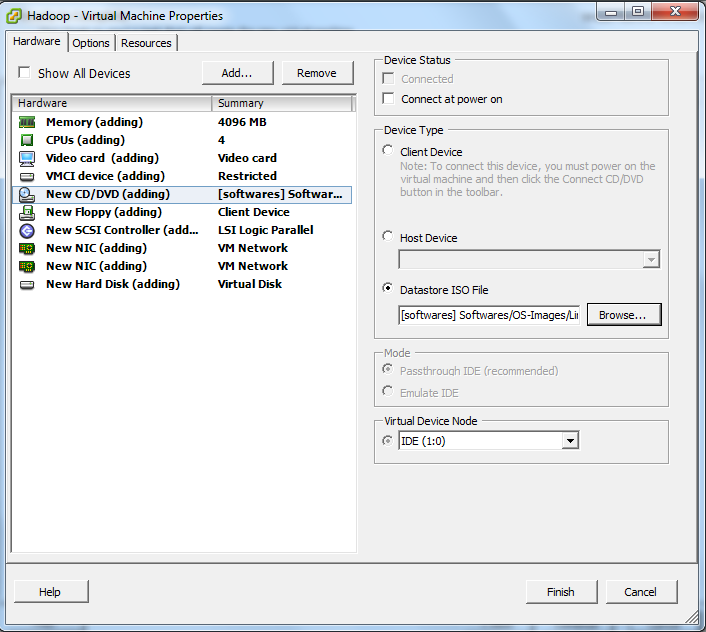 Hadoop - Virtual Machine Properties
Hardware Options Resources
Show All Devices Add... Remove
Hardware Summary
Memory (adding) 4096 MB
CPUs (adding) 4
Video card (adding) Video card
VMCI device (adding) Restricted
New CD/DVD (adding) [softwares] Softwar...
New Floppy (adding) Client Device
New SCSI Controller (add... LSI Logic Parallel
New NIC (adding) VM Network
New NIC (adding) VM Network
New Hard Disk (adding) Virtual Disk
Device Status
Connected
Connect at power on
Device Type
Client Device
Note: To connect this device, you must power on the
virtual machine and then click the Connect CD/DVD
button in the toolbar.
Host Device
Datastore ISO File
[softwares] Softwares/OS-Images/Li Browse...
Mode
Passthrough IDE (recommended)
Emulate IDE
Virtual Device Node
IDE (1:0)
Help Finish Cancel